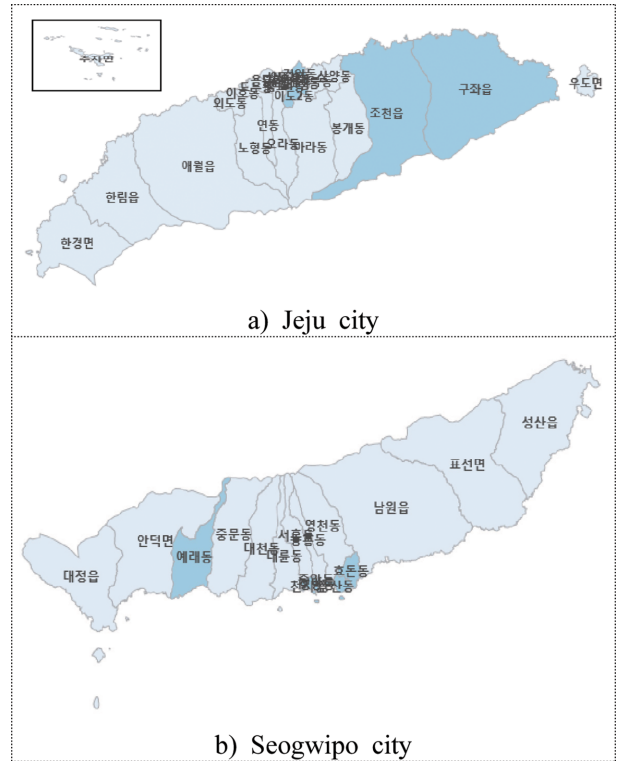 추자면
구좌읍
우도면
조천읍
이도2동
이호동
외도동
봉개동
연동
오라동
아라동
노형동
애월읍
한림읍
한경면
a) Jeju city
성산읍
표선면
남원읍
영천동
중문동
안덕면
예래동
대천동
대륜동
효돈동
대정읍
b) Seogwipo city